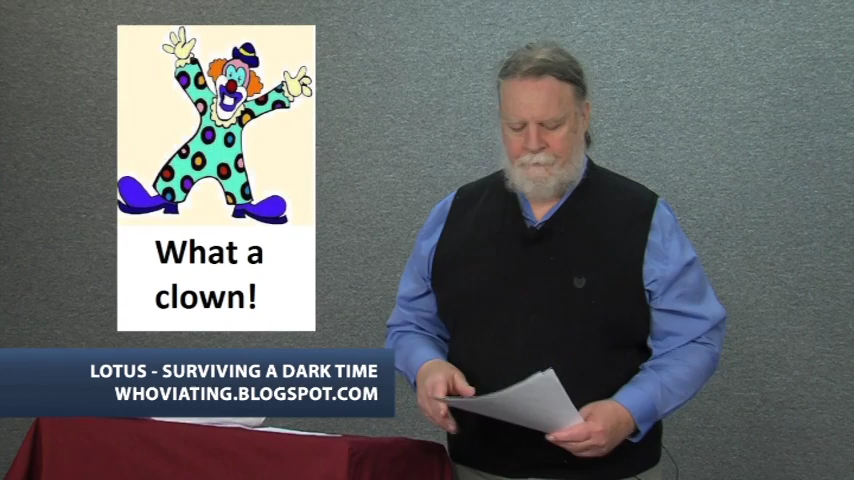 What a
clown!
LOTUS - SURVIVING A DARK TIME
WHOVIATING.BLOGSPOT.COM